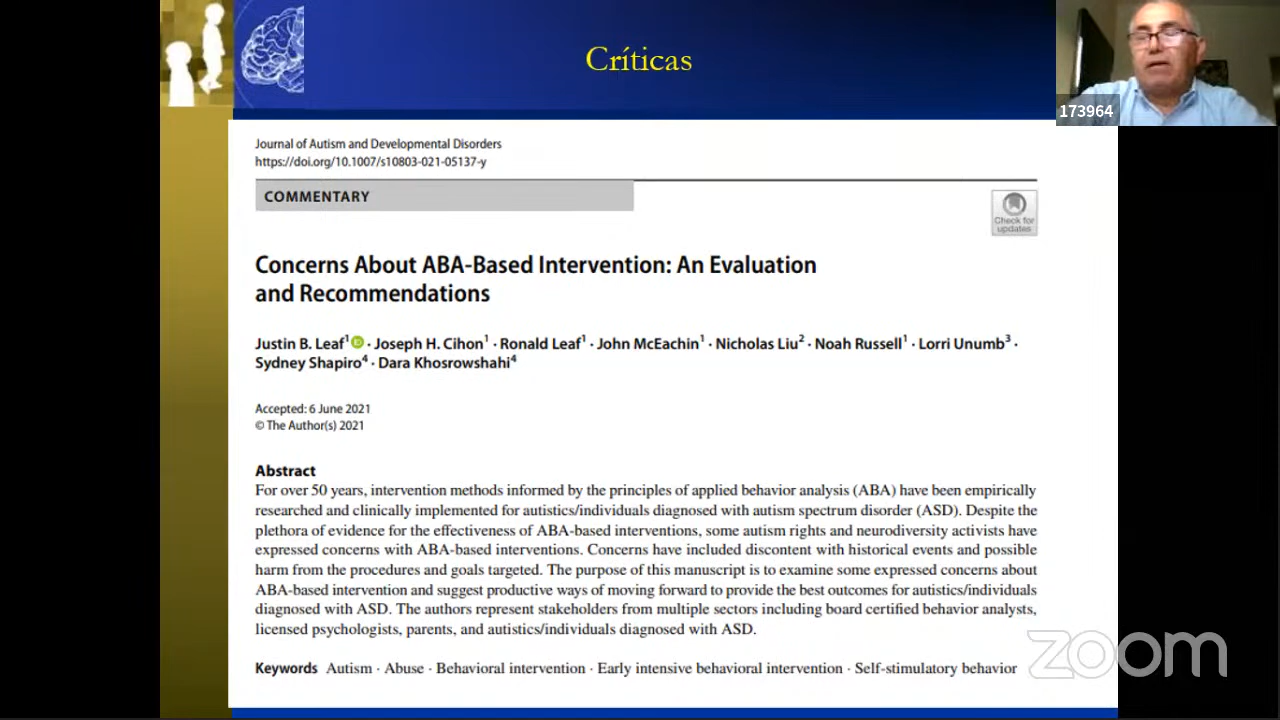 Críticas
173964
Journal of Autism and Developmental Disorders
https://doi.org/10.1007/s10803-021-05137-y
COMMENTARY
Check for
updates
Concerns About ABA-Based Intervention: An Evaluation
and Recommendations
Justin B. Leaf¹ iD · Joseph H. Cihon¹ · Ronald Leaf¹ · John McEachin¹ · Nicholas Liu² · Noah Russell¹ · Lorri Unumb³ ·
Sydney Shapiro⁴ · Dara Khosrowshahi⁴
Accepted: 6 June 2021
© The Author(s) 2021
Abstract
For over 50 years, intervention methods informed by the principles of applied behavior analysis (ABA) have been empirically
researched and clinically implemented for autistics/individuals diagnosed with autism spectrum disorder (ASD). Despite the
plethora of evidence for the effectiveness of ABA-based interventions, some autism rights and neurodiversity activists have
expressed concerns with ABA-based interventions. Concerns have included discontent with historical events and possible
harm from the procedures and goals targeted. The purpose of this manuscript is to examine some expressed concerns about
ABA-based intervention and suggest productive ways of moving forward to provide the best outcomes for autistics/individuals
diagnosed with ASD. The authors represent stakeholders from multiple sectors including board certified behavior analysts,
licensed psychologists, parents, and autistics/individuals diagnosed with ASD.
Keywords Autism · Abuse · Behavioral intervention · Early intensive behavioral intervention · Self-stimulatory behavior
zoom